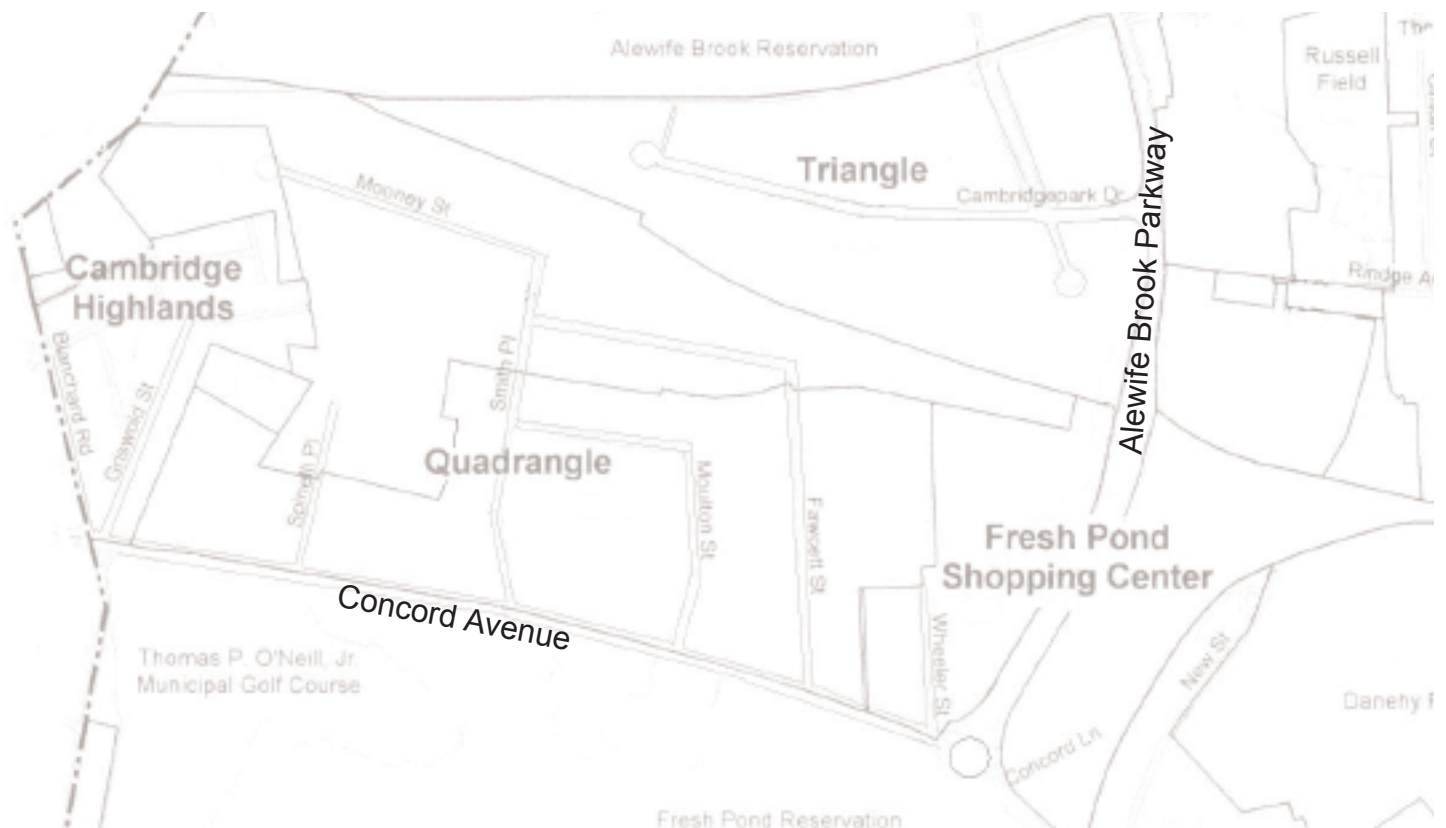 Alewife Brook Reservation
Russell
Field
Triangle
Cambridgepark Dr
Mooney St
Alewife Brook Parkway
Cambridge
Highlands
Rindge
Blanchard Rd
Griswold St
Smith Pl
Spinelli Pl
Quadrangle
Moulton St
Fawcett St
Fresh Pond
Shopping Center
Concord Avenue
Wheeler St
New St
Thomas P. O'Neill, Jr.
Municipal Golf Course
Danehy
Concord Ln
Fresh Pond Reservation